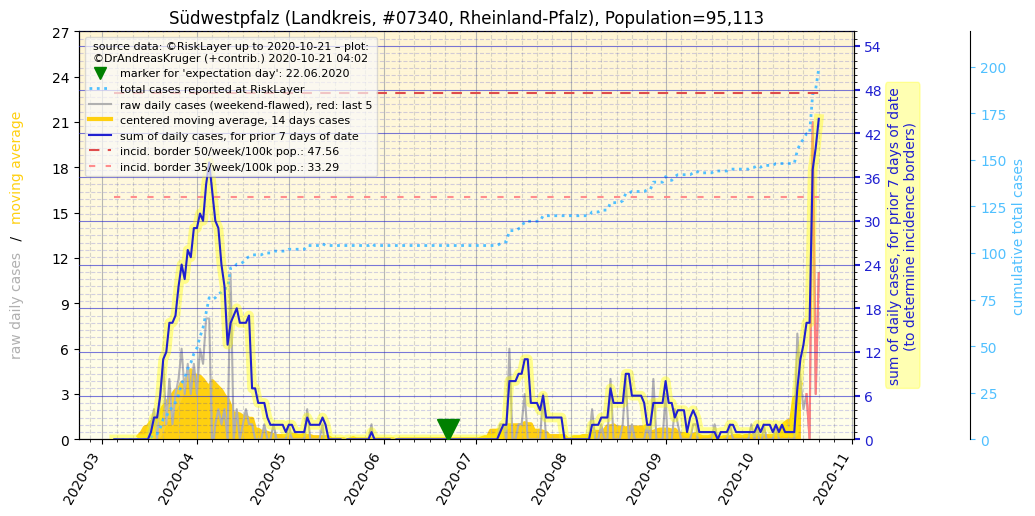 Südwestpfalz (Landkreis, #07340, Rheinland-Pfalz), Population=95,113
source data: ©RiskLayer up to 2020-10-21 – plot:
©DrAndreasKruger (+contrib.) 2020-10-21 04:02
marker for 'expectation day': 22.06.2020
total cases reported at RiskLayer
raw daily cases (weekend-flawed), red: last 5
centered moving average, 14 days cases
sum of daily cases, for prior 7 days of date
incid. border 50/week/100k pop.: 47.56
incid. border 35/week/100k pop.: 33.29
raw daily cases / moving average
27
24
21
18
15
12
9
6
3
0
54
48
42
36
30
24
18
12
6
0
sum of daily cases, for prior 7 days of date
(to determine incidence borders)
200
175
150
125
100
75
50
25
0
cumulative total cases
2020-03
2020-04
2020-05
2020-06
2020-07
2020-08
2020-09
2020-10
2020-11